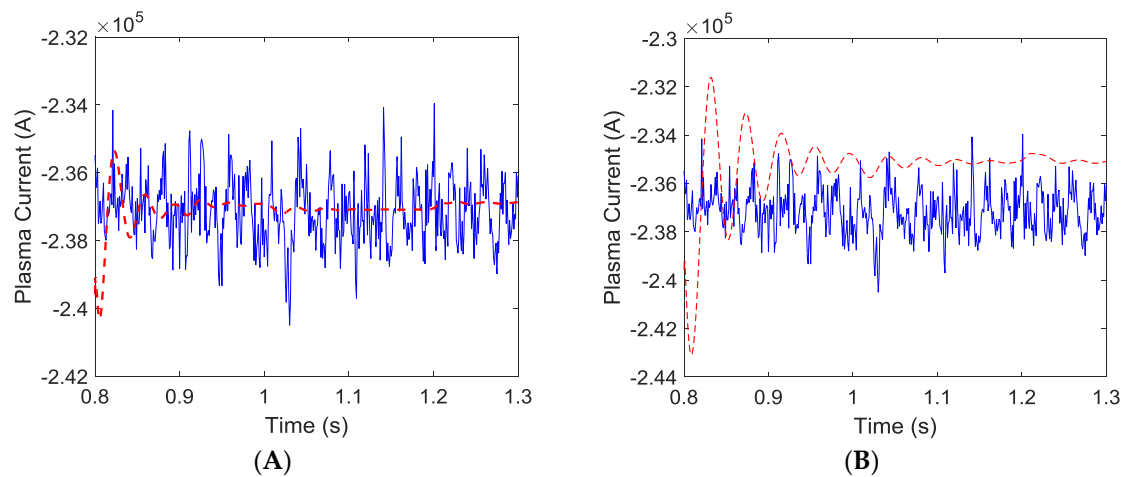 ×10⁵
-2.32
-2.34
-2.36
-2.38
-2.4
-2.42
Plasma Current (A)
0.8 0.9 1 1.1 1.2 1.3
Time (s)
(A)
×10⁵
-2.3
-2.32
-2.34
-2.36
-2.38
-2.4
-2.42
-2.44
Plasma Current (A)
0.8 0.9 1 1.1 1.2 1.3
Time (s)
(B)